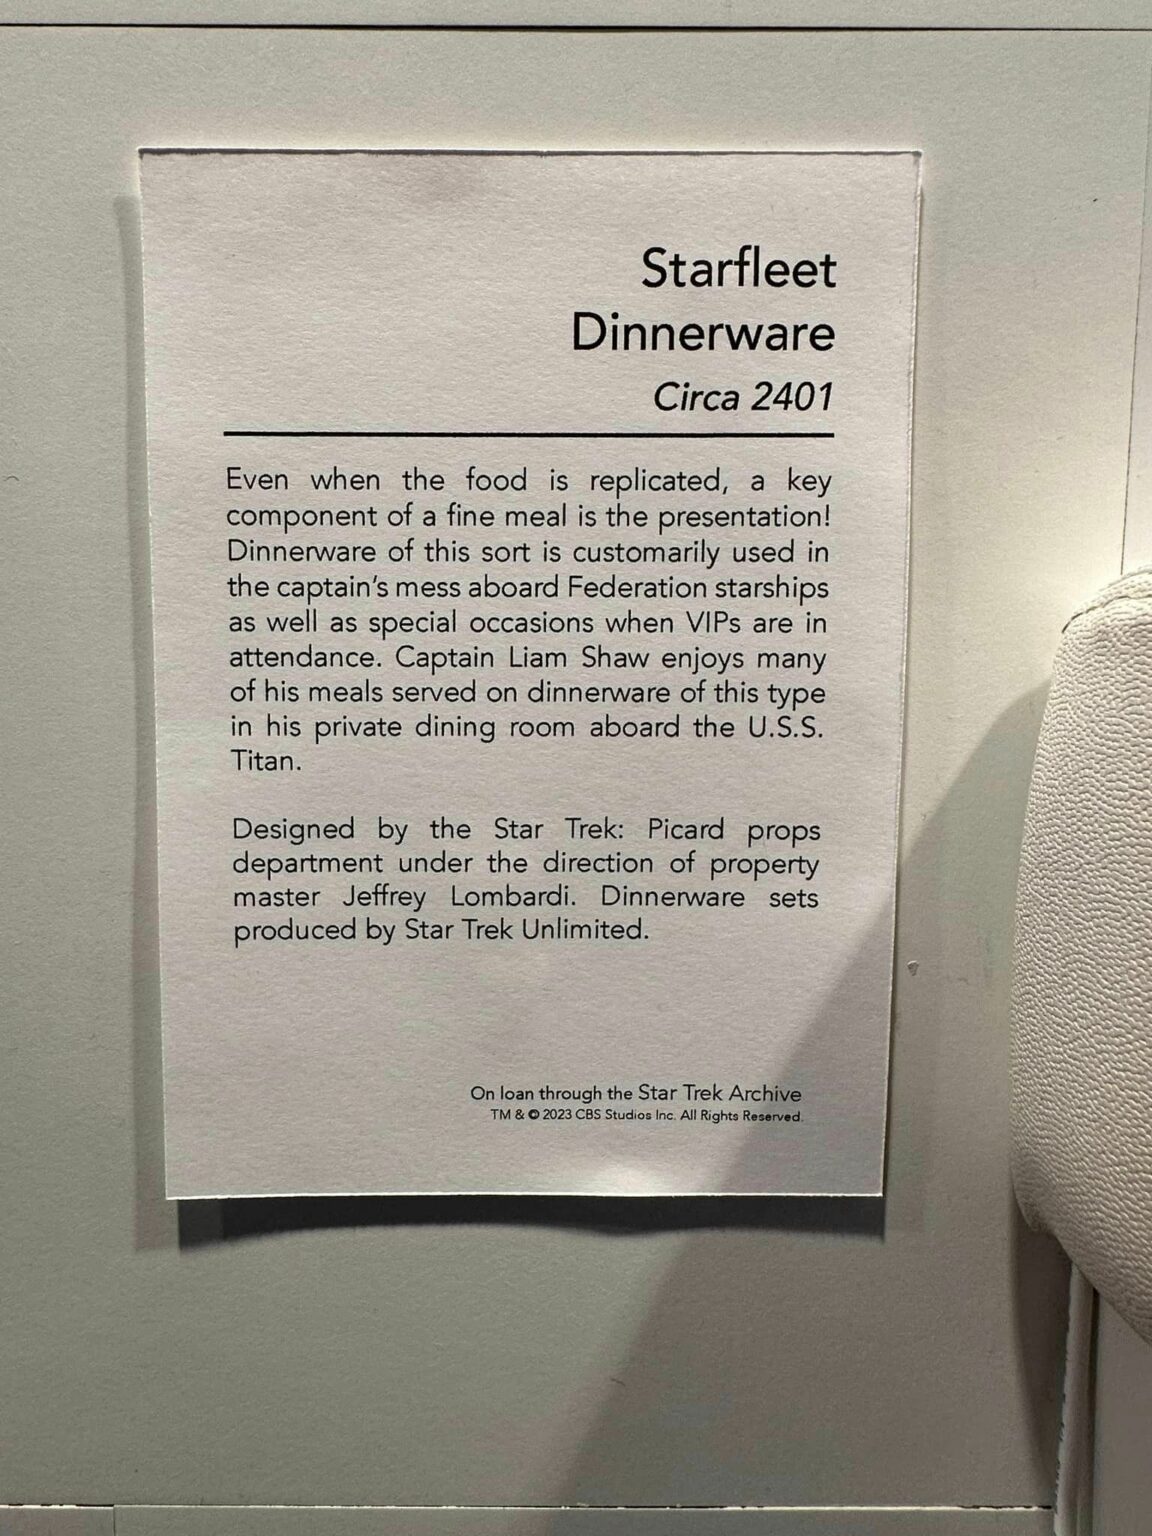 Starfleet
Dinnerware
Circa 2401
Even when the food is replicated, a key
component of a fine meal is the presentation!
Dinnerware of this sort is customarily used in
the captain's mess aboard Federation starships
as well as special occasions when VIPs are in
attendance. Captain Liam Shaw enjoys many
of his meals served on dinnerware of this type
in his private dining room aboard the U.S.S.
Titan.
Designed by the Star Trek: Picard props
department under the direction of property
master Jeffrey Lombardi. Dinnerware sets
produced by Star Trek Unlimited.
On loan through the Star Trek Archive
TM & © 2023 CBS Studios Inc. All Rights Reserved.